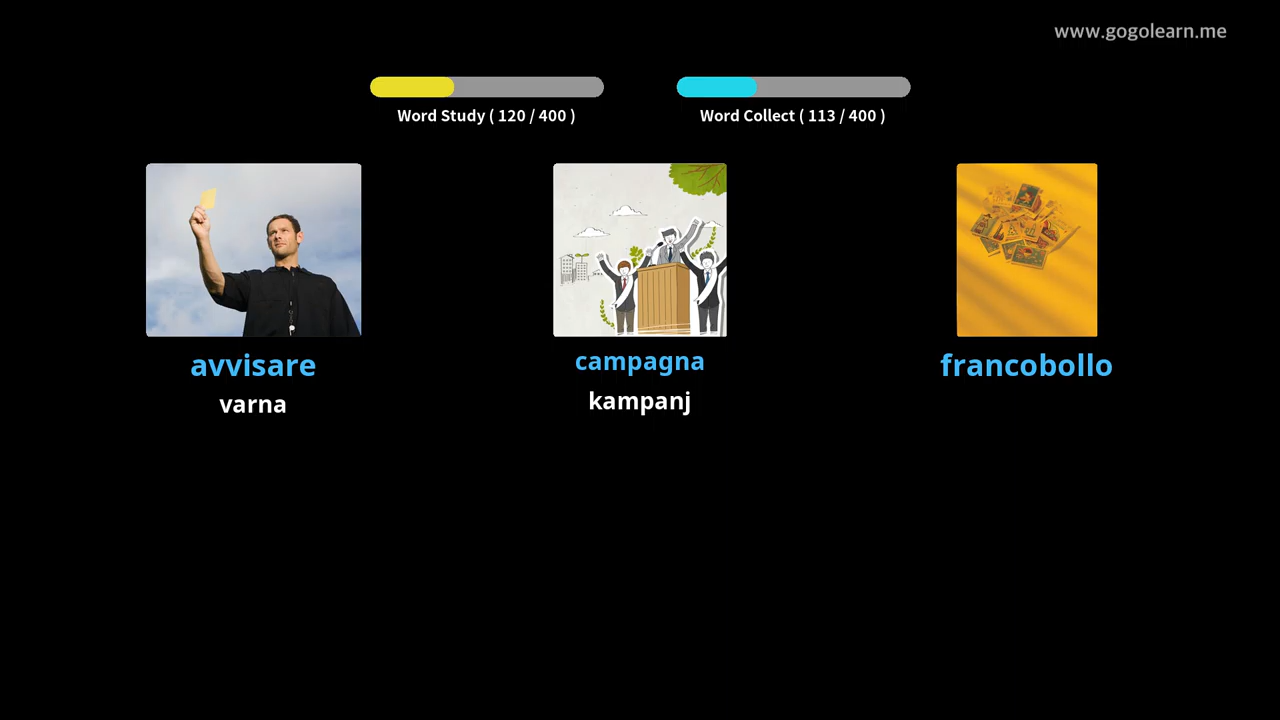 www.gogolearn.me
Word Study ( 120 / 400 )
Word Collect ( 113 / 400 )
avvisare
varna
campagna
kampanj
francobollo